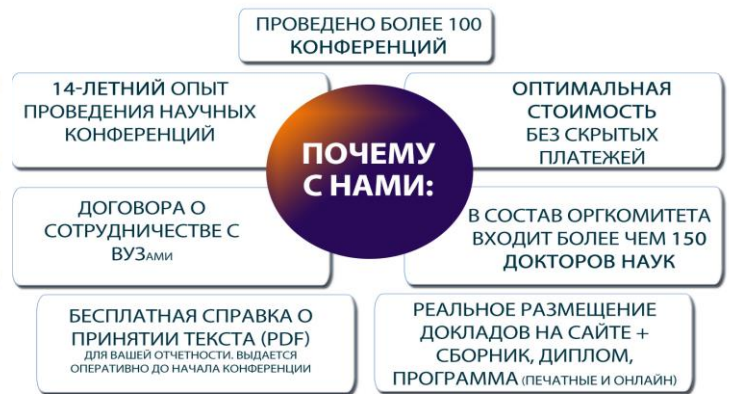 ПРОВЕДЕНО БОЛЕЕ 100
КОНФЕРЕНЦИЙ
14-ЛЕТНИЙ ОПЫТ
ПРОВЕДЕНИЯ НАУЧНЫХ
КОНФЕРЕНЦИЙ
ОПТИМАЛЬНАЯ
СТОИМОСТЬ
БЕЗ СКРЫТЫХ
ПЛАТЕЖЕЙ
ПОЧЕМУ
С НАМИ:
ДОГОВОРА О
СОТРУДНИЧЕСТВЕ С
ВУЗАМИ
В СОСТАВ ОРГКОМИТЕТА
ВХОДИТ БОЛЕЕ ЧЕМ 150
ДОКТОРОВ НАУК
БЕСПЛАТНАЯ СПРАВКА О
ПРИНЯТИИ ТЕКСТА (PDF)
ДЛЯ ВАШЕЙ ОТЧЕТНОСТИ. ВЫДАЕТСЯ
ОПЕРАТИВНО ДО НАЧАЛА КОНФЕРЕНЦИИ
РЕАЛЬНОЕ РАЗМЕЩЕНИЕ
ДОКЛАДОВ НА САЙТЕ +
СБОРНИК, ДИПЛОМ,
ПРОГРАММА (ПЕЧАТНЫЕ И ОНЛАЙН)